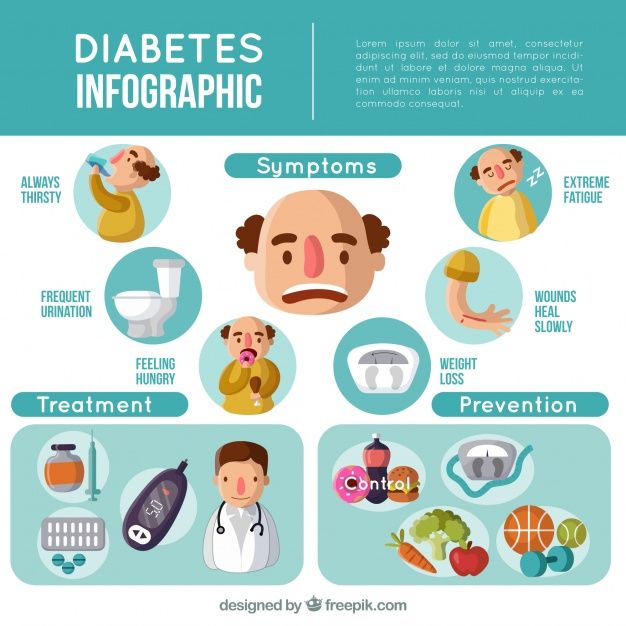 DIABETES
INFOGRAPHIC
Lorem ipsum dolor sit amet,
consectetur adipiscing elit, sed do
eiusmod tempor incididunt ut labore et
dolore magna aliqua. Ut enim ad minim
veniam, quis nostrud exercitation ullamco
laboris nisi ut aliquip ex ea commodo
consequat.
Symptoms
ALWAYS
THIRSTY
EXTREME
FATIGUE
ZZ
FREQUENT
URINATION
WOUNDS
HEAL
SLOWLY
FEELING
HUNGRY
WEIGHT
LOSS
Treatment
Prevention
5.0
Control
designed by freepik.com